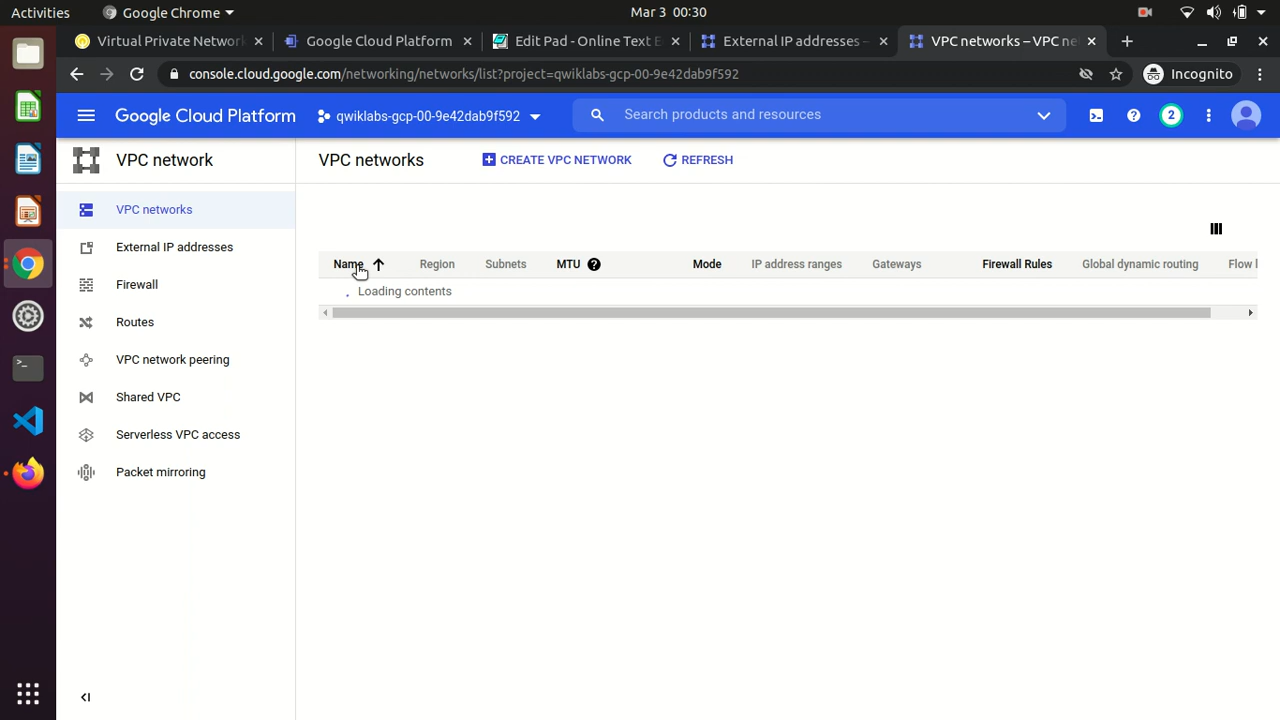 Activities
Google Chrome
Mar 3 00:30
Virtual Private Networ
Google Cloud Platform
Edit Pad - Online Text E
External IP addresses –
VPC networks – VPC ne
console.cloud.google.com/networking/networks/list?project=qwiklabs-gcp-00-9e42dab9f592
Incognito
Google Cloud Platform
qwiklabs-gcp-00-9e42dab9f592
Search products and resources
2
VPC network
VPC networks
CREATE VPC NETWORK
REFRESH
VPC networks
External IP addresses
Firewall
Routes
VPC network peering
Shared VPC
Serverless VPC access
Packet mirroring
Name Region Subnets MTU Mode IP address ranges Gateways Firewall Rules Global dynamic routing Flow l
Loading contents